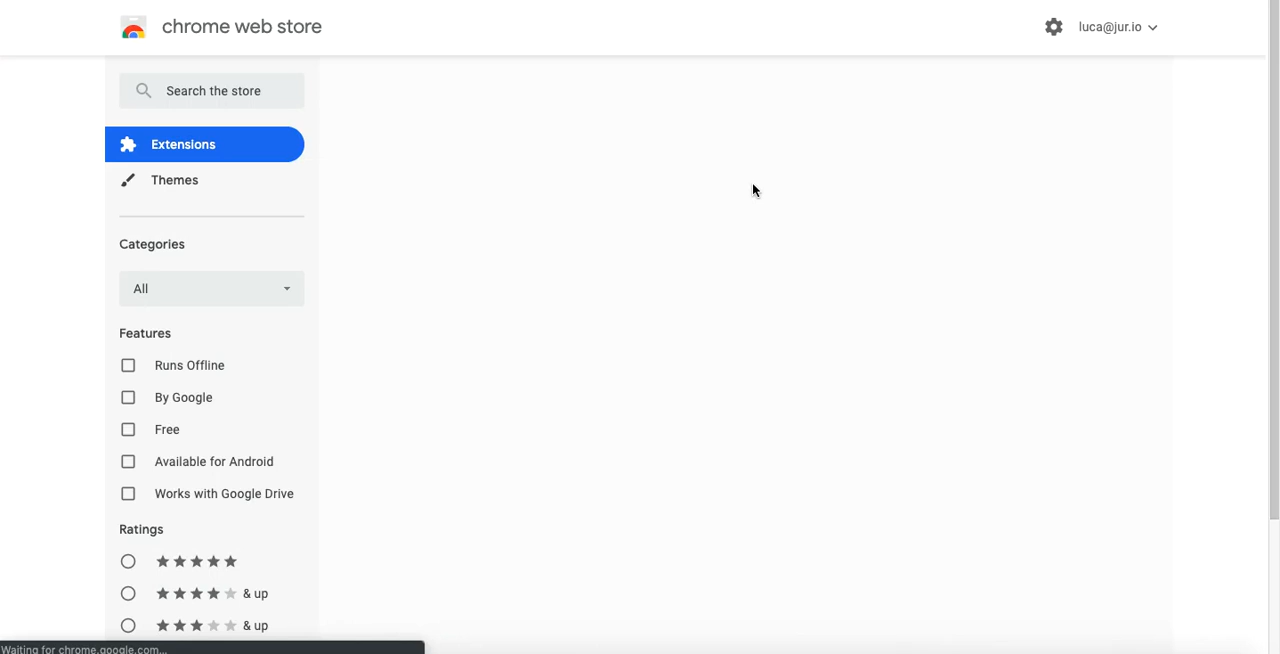 chrome web store
luca@jur.io
Search the store
Extensions
Themes
Categories
All
Features
Runs Offline
By Google
Free
Available for Android
Works with Google Drive
Ratings
& up
& up
Waiting for chrome.google.com...